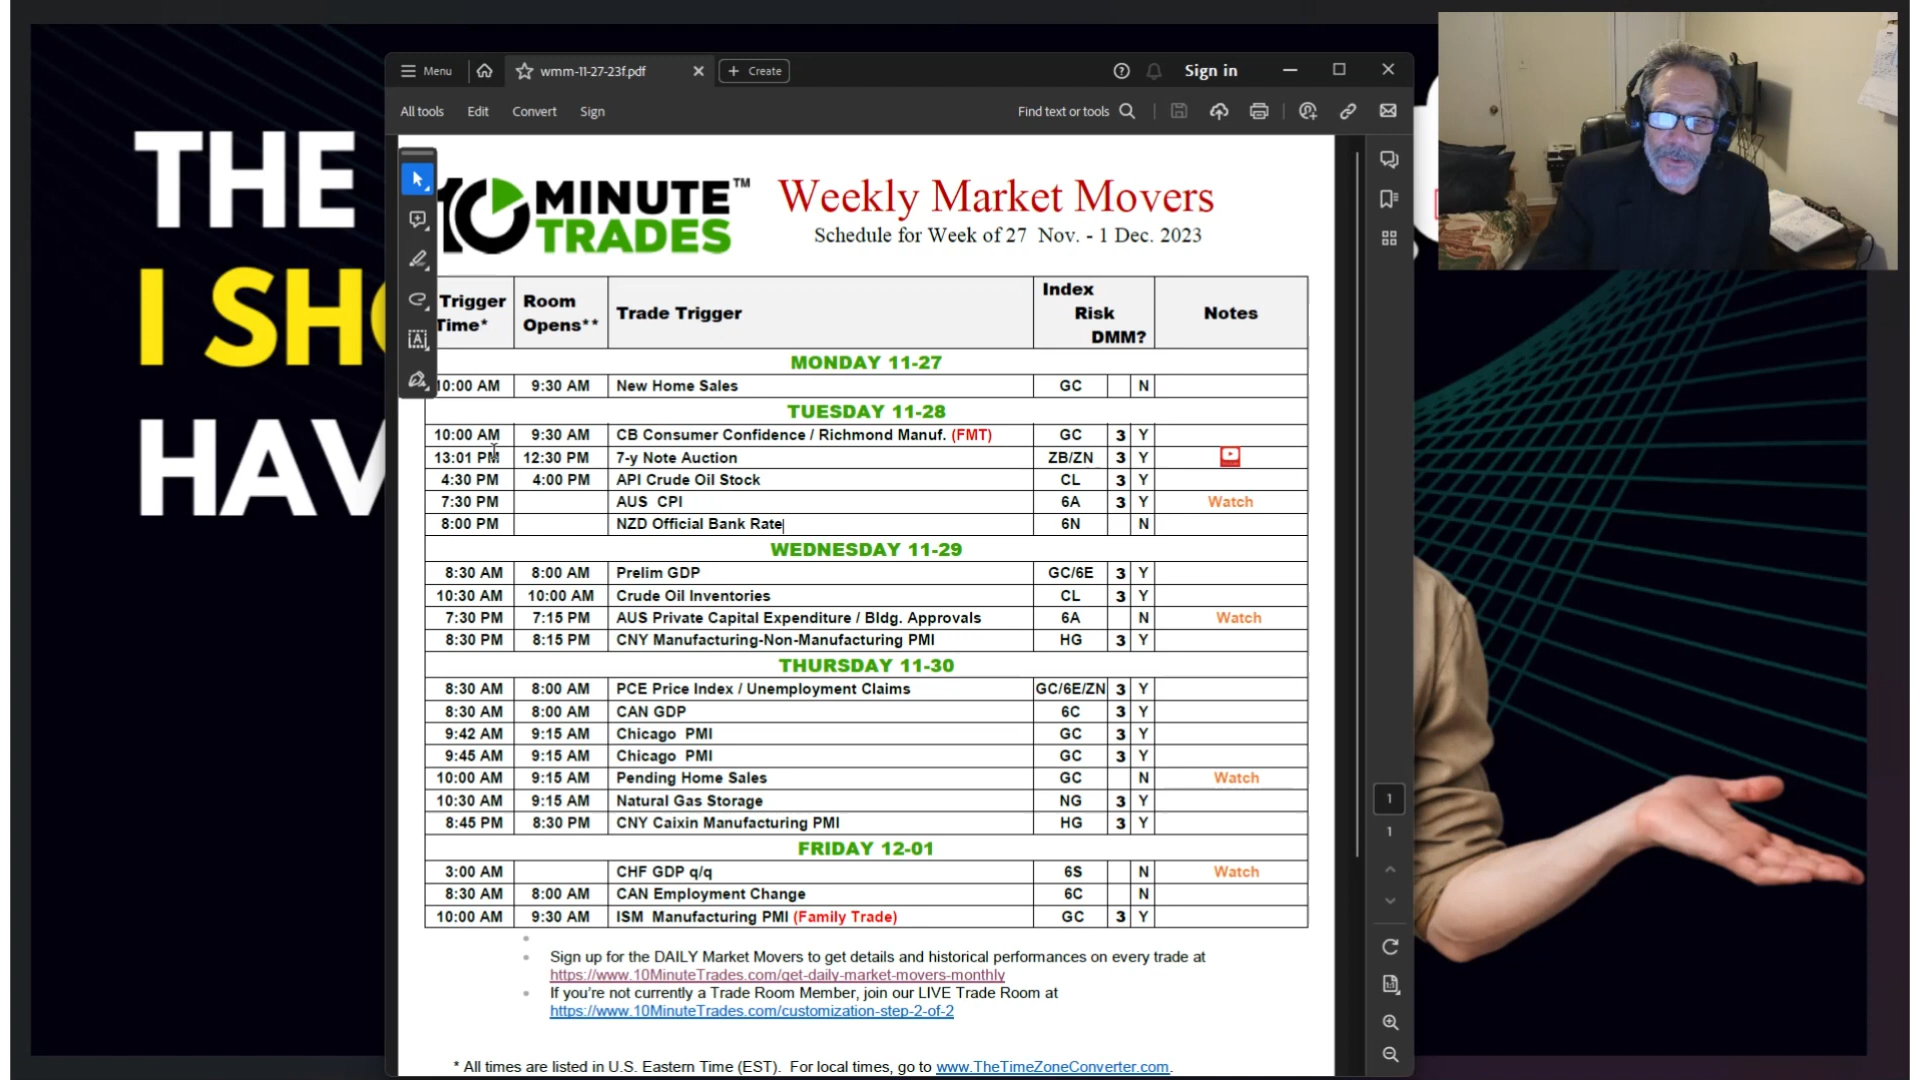 THE
I SHO
HAV
Menu
wmm-11-27-23f.pdf
Create
Sign in
All tools Edit Convert Sign
Find text or tools
10 MINUTE TRADES™
Weekly Market Movers
Schedule for Week of 27 Nov. - 1 Dec. 2023
Trigger Time* Room Opens** Trade Trigger Index Risk DMM? Notes
MONDAY 11-27
10:00 AM 9:30 AM New Home Sales GC N
TUESDAY 11-28
10:00 AM 9:30 AM CB Consumer Confidence / Richmond Manuf. (FMT) GC 3 Y
13:01 PM 12:30 PM 7-y Note Auction ZB/ZN 3 Y
4:30 PM 4:00 PM API Crude Oil Stock CL 3 Y
7:30 PM AUS CPI 6A 3 Y Watch
8:00 PM NZD Official Bank Rate 6N N
WEDNESDAY 11-29
8:30 AM 8:00 AM Prelim GDP GC/6E 3 Y
10:30 AM 10:00 AM Crude Oil Inventories CL 3 Y
7:30 PM 7:15 PM AUS Private Capital Expenditure / Bldg. Approvals 6A N Watch
8:30 PM 8:15 PM CNY Manufacturing-Non-Manufacturing PMI HG 3 Y
THURSDAY 11-30
8:30 AM 8:00 AM PCE Price Index / Unemployment Claims GC/6E/ZN 3 Y
8:30 AM 8:00 AM CAN GDP 6C 3 Y
9:42 AM 9:15 AM Chicago PMI GC 3 Y
9:45 AM 9:15 AM Chicago PMI GC 3 Y
10:00 AM 9:15 AM Pending Home Sales GC N Watch
10:30 AM 9:15 AM Natural Gas Storage NG 3 Y
8:45 PM 8:30 PM CNY Caixin Manufacturing PMI HG 3 Y
FRIDAY 12-01
3:00 AM CHF GDP q/q 6S N Watch
8:30 AM 8:00 AM CAN Employment Change 6C N
10:00 AM 9:30 AM ISM Manufacturing PMI (Family Trade) GC 3 Y
Sign up for the DAILY Market Movers to get details and historical performances on every trade at
https://www.10MinuteTrades.com/get-daily-market-movers-monthly
If you're not currently a Trade Room Member, join our LIVE Trade Room at
https://www.10MinuteTrades.com/customization-step-2-of-2
* All times are listed in U.S. Eastern Time (EST). For local times, go to www.TheTimeZoneConverter.com.
1
1